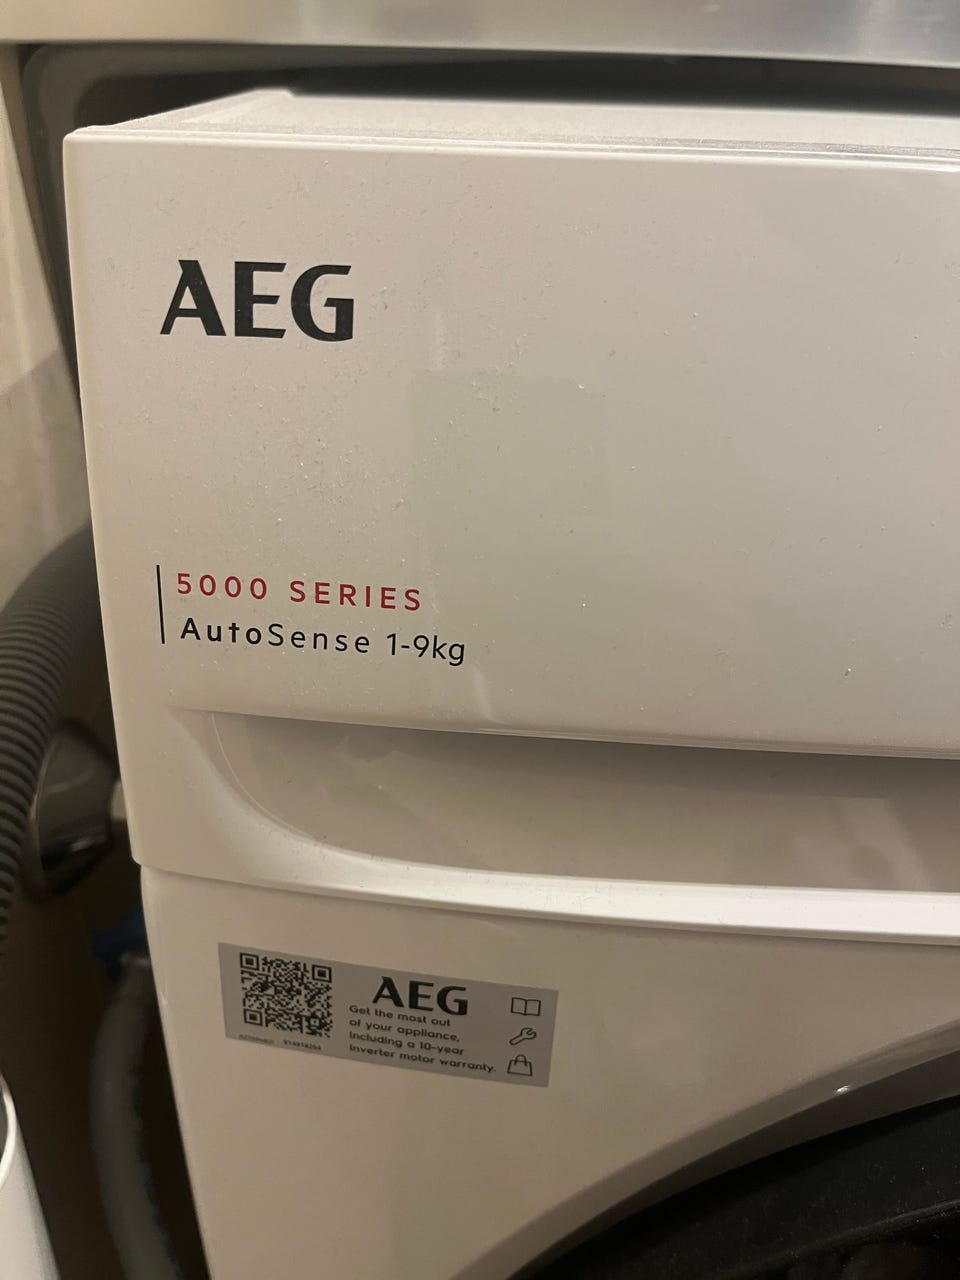 AEG
5000 SERIES
AutoSense 1-9kg
AEG
Get the most out
of your appliance,
including a 10-year
inverter motor warranty.